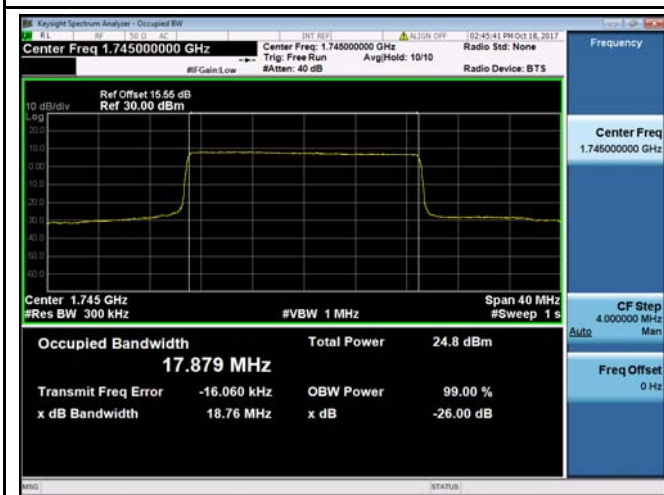 Keysight Spectrum Analyzer - Occupied BW
RL RF 50 Ω AC INT REF ALIGN OFF 02:45:41 PM Oct 18, 2017
Center Freq 1.745000000 GHz Center Freq: 1.745000000 GHz Radio Std: None Frequency
Trig: Free Run Avg|Hold: 10/10
#IFGain:Low #Atten: 40 dB Radio Device: BTS
Ref Offset 15.55 dB
10 dB/div Ref 30.00 dBm
Log
20.0
10.0
0.00
10.0
20.0
30.0
40.0
50.0
60.0
Center Freq
1.745000000 GHz
Center 1.745 GHz Span 40 MHz
#Res BW 300 kHz #VBW 1 MHz #Sweep 1 s
CF Step
4.000000 MHz
Auto Man
Occupied Bandwidth Total Power 24.8 dBm
17.879 MHz
Freq Offset
0 Hz
Transmit Freq Error -16.060 kHz OBW Power 99.00 %
x dB Bandwidth 18.76 MHz x dB -26.00 dB
MSG STATUS